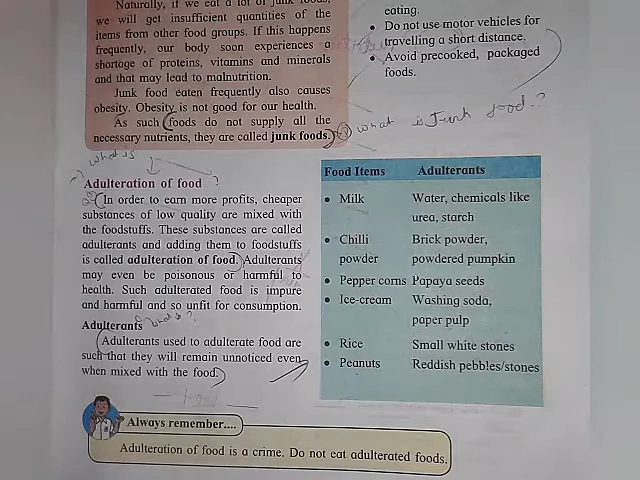 Naturally, if we eat a lot of junk foods,
we will get insufficient quantities of the
items from other food groups. If this happens
frequently, our body soon experiences a
shortage of proteins, vitamins and minerals
and that may lead to malnutrition.
Junk food eaten frequently also causes
obesity. Obesity is not good for our health.
As such foods do not supply all the
necessary nutrients, they are called junk foods.
eating.
• Do not use motor vehicles for
travelling a short distance.
• Avoid precooked, packaged
foods.
what is Junk food.?
what is
Adulteration of food ?
In order to earn more profits, cheaper
substances of low quality are mixed with
the foodstuffs. These substances are called
adulterants and adding them to foodstuffs
is called adulteration of food. Adulterants
may even be poisonous or harmful to
health. Such adulterated food is impure
and harmful and so unfit for consumption.
Adulterants what is?
Adulterants used to adulterate food are
such that they will remain unnoticed even
when mixed with the food.
Food Items Adulterants
• Milk Water, chemicals like
urea, starch
• Chilli Brick powder,
powder powdered pumpkin
• Pepper corns Papaya seeds
• Ice-cream Washing soda,
paper pulp
• Rice Small white stones
• Peanuts Reddish pebbles/stones
Always remember....
Adulteration of food is a crime. Do not eat adulterated foods.